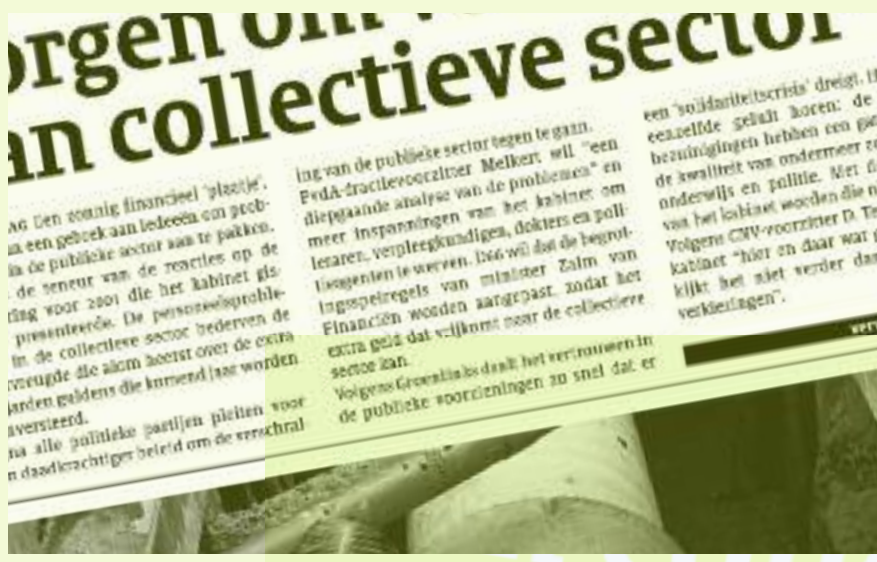 orgen om
an collectieve sector
een zonnig financieel "plaatje",
een gebrek aan ideeën om prob-
in de publieke sector aan te pakken.
de teneur van de reacties op de
voor 2001 die het kabinet gis-
presenteerde. De personeelsproble-
in de collectieve sector bederven de
vreugde die alom heerst over de extra
arden guldens die komend jaar worden
nversteerd.
na alle politieke partijen pleiten voor
n daadkrachtiger beleid om de verschral
ing van de publieke sector tegen te gaan.
PvdA-fractievoorzitter Melkert wil "een
diepgaande analyse van de problemen" en
meer inspanningen van het kabinet om
leraren, verpleegkundigen, dokters en poli-
tieagenten te werven. D66 wil dat de begrot-
ingsspelregels van minister Zalm van
Financiën worden aangepast, zodat het
extra geld dat vrijkomt naar de collectieve
sector kan.
Volgens GroenLinks daalt het vertrouwen in
de publieke voorzieningen zo snel dat er
een 'solidariteitscrisis' dreigt.
eenzelfde geluid horen: de
bezuinigingen hebben een
de kwaliteit van ondermeer
onderwijs en politie. Met
van het kabinet worden die
Volgens CNV-voorzitter D.
kabinet "hier en daar wat
kijkt het niet verder dan
verkiezingen".